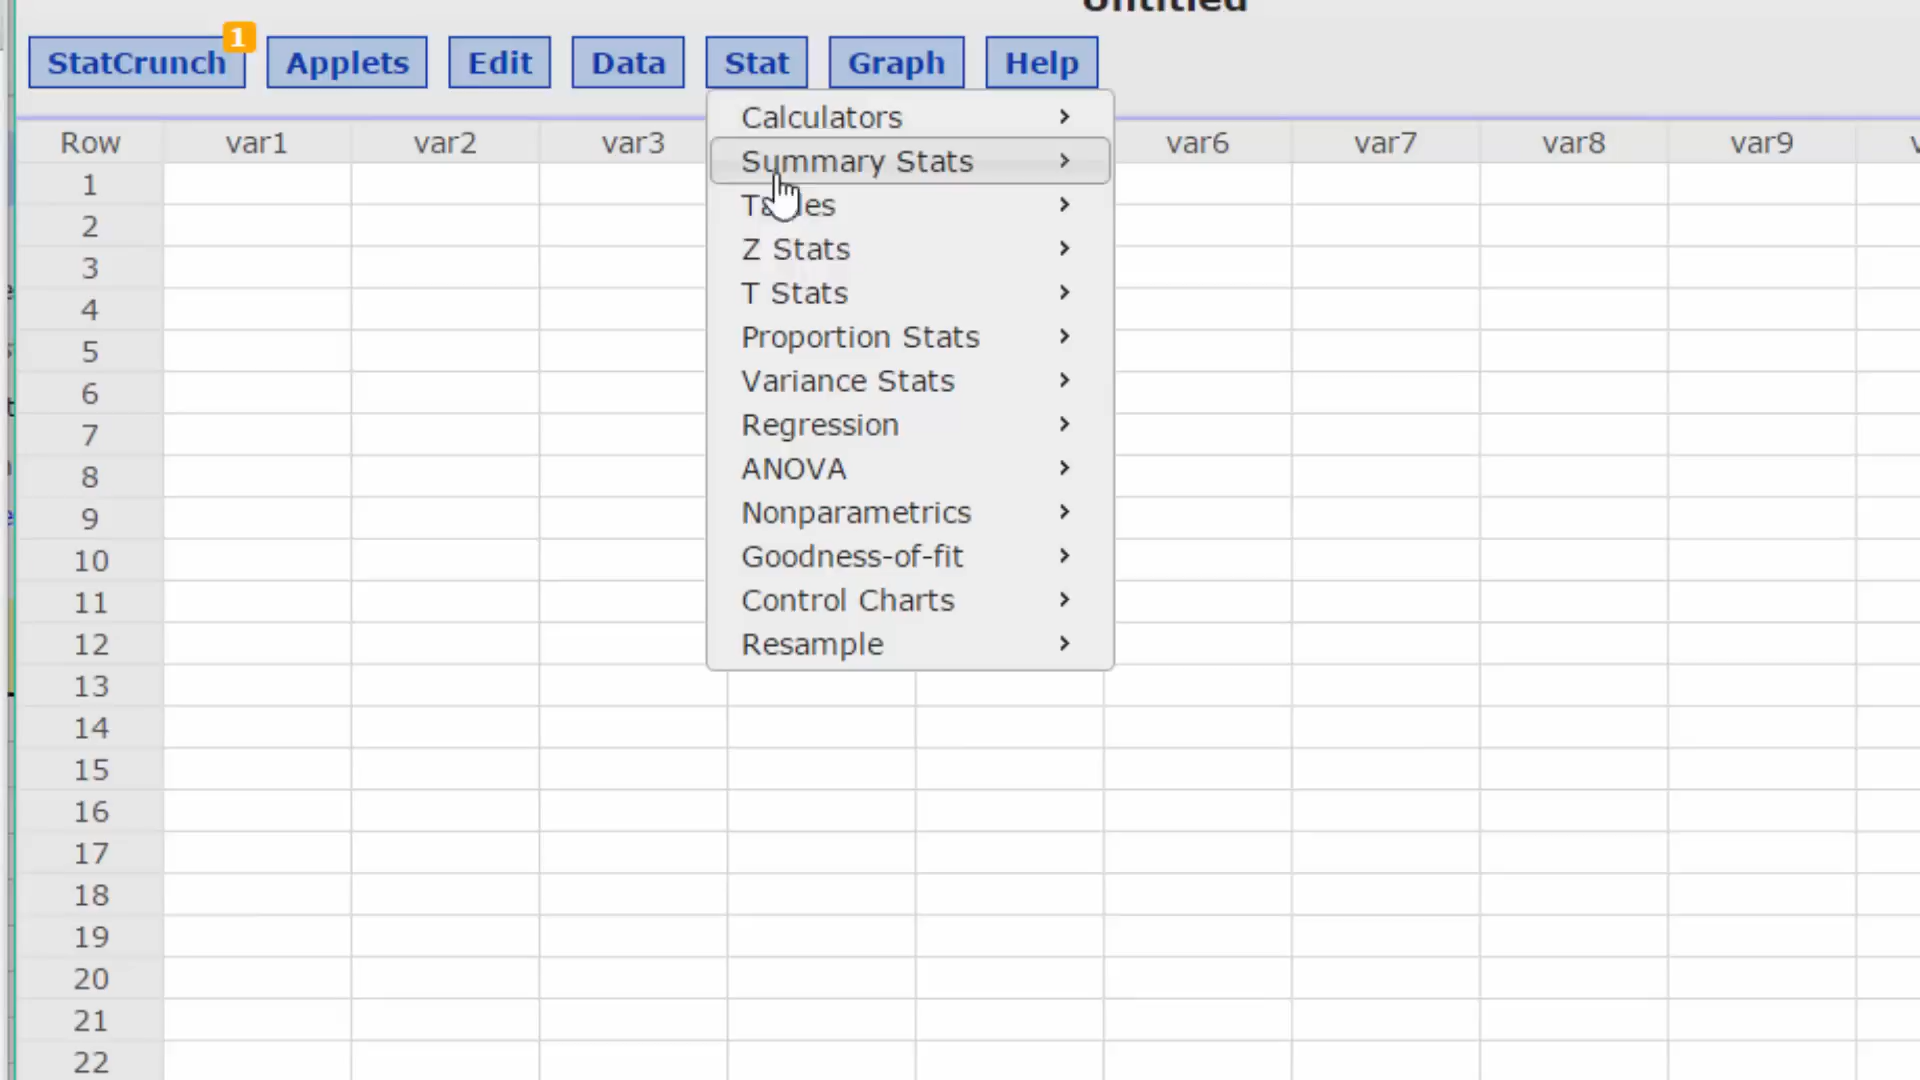 Untitled
StatCrunch 1 Applets Edit Data Stat Graph Help
Calculators
Row var1 var2 var3 var6 var7 var8 var9
Summary Stats
1
2
Z Stats
3
T Stats
4
Proportion Stats
5
Variance Stats
6
Regression
7
ANOVA
8
Nonparametrics
9
Goodness-of-fit
10
Control Charts
11
Resample
12
13
14
15
16
17
18
19
20
21
22